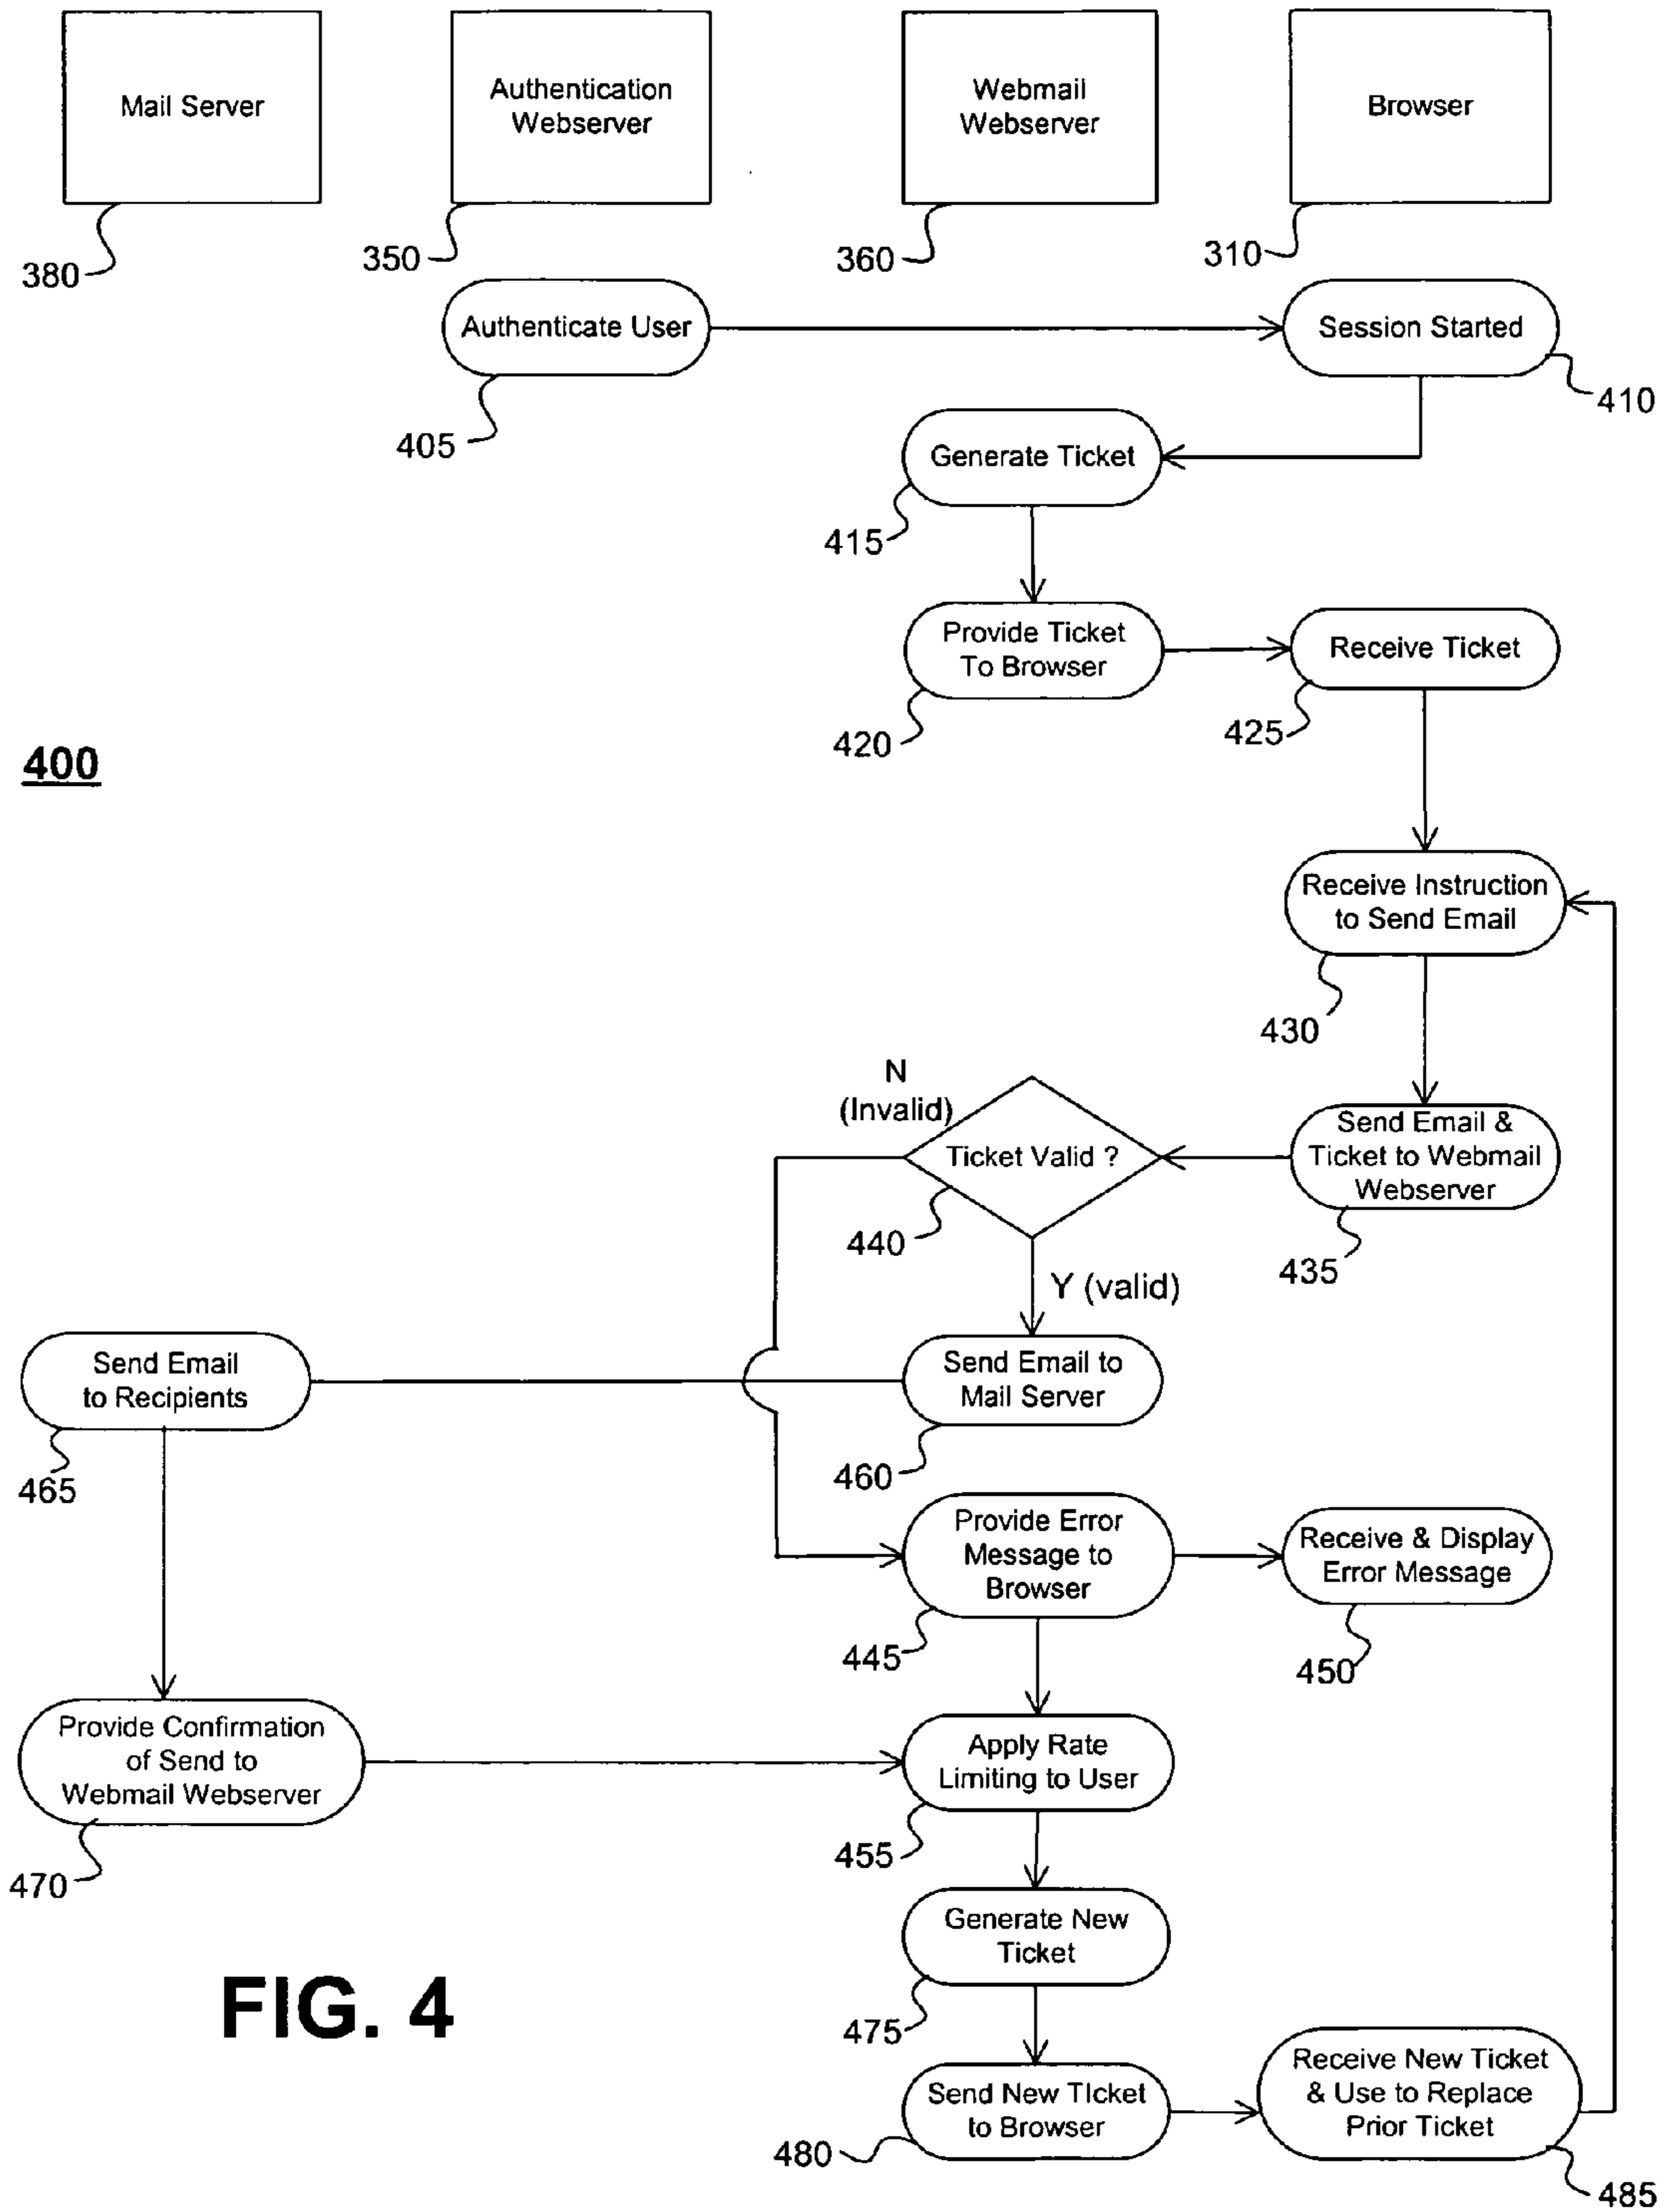 Mail Server
Authentication
Webserver
Webmail
Webserver
Browser
380
350
360
310
Authenticate User
Session Started
405
410
Generate Ticket
415
Provide Ticket
To Browser
Receive Ticket
420
425
400
Receive Instruction
to Send Email
430
N
(Invalid)
Ticket Valid ?
Send Email &
Ticket to Webmail
Webserver
440
435
Y (valid)
Send Email
to Recipients
Send Email to
Mail Server
465
460
Provide Error
Message to
Browser
Receive & Display
Error Message
445
450
Provide Confirmation
of Send to
Webmail Webserver
Apply Rate
Limiting to User
470
455
Generate New
Ticket
475
FIG. 4
Send New TIcket
to Browser
Receive New Ticket
& Use to Replace
Prior Ticket
480
485